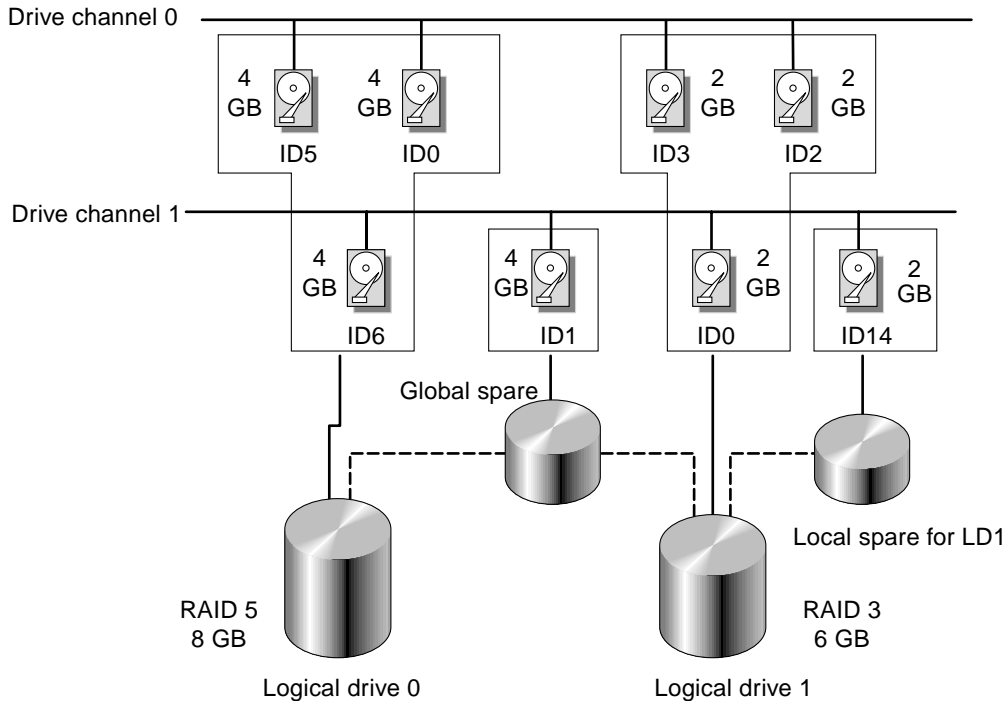 Drive channel 0
4
GB
4
GB
2
GB
2
GB
ID5
ID0
ID3
ID2
Drive channel 1
4
GB
4
GB
2
GB
2
GB
ID6
ID1
ID0
ID14
Global spare
Local spare for LD1
RAID 5
8 GB
RAID 3
6 GB
Logical drive 0
Logical drive 1